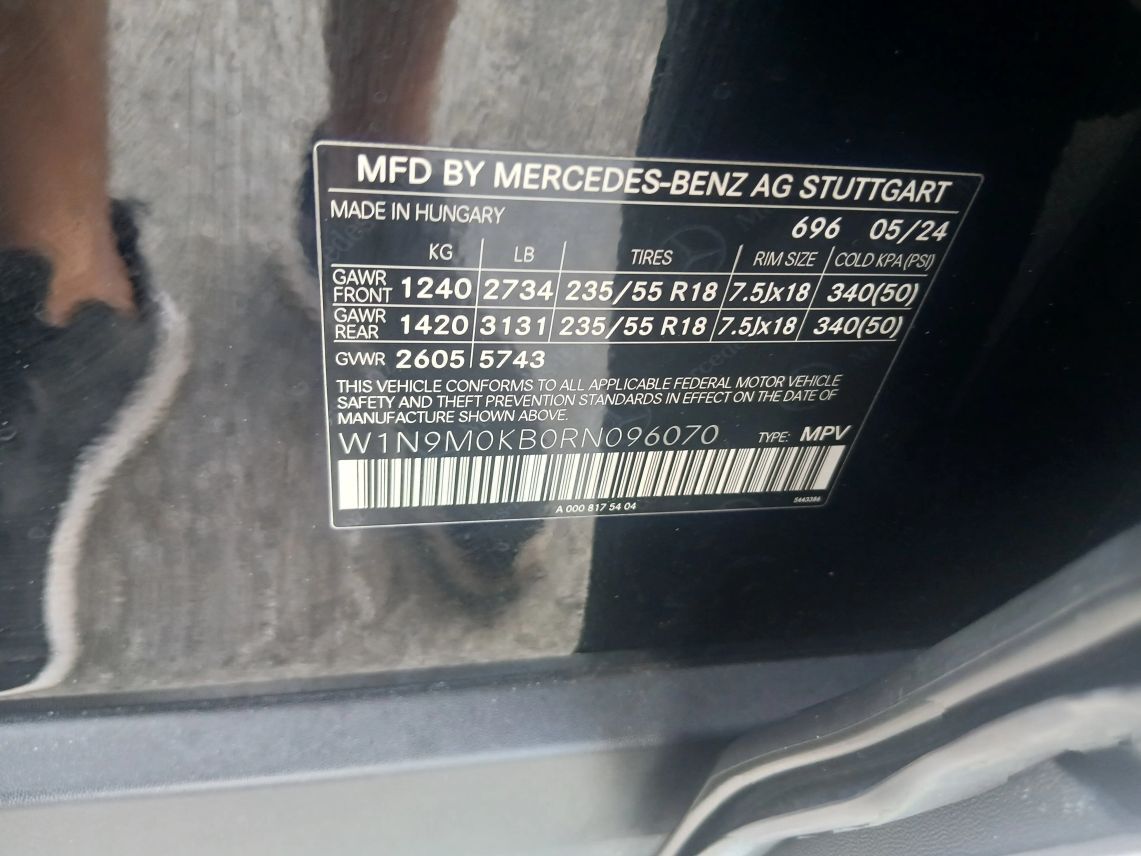 MFD BY MERCEDES-BENZ AG STUTTGART
MADE IN HUNGARY
696 05/24
KG LB TIRES RIM SIZE COLD KPA (PSI)
GAWR FRONT 1240 2734 235/55 R18 7.5Jx18 340(50)
GAWR REAR 1420 3131 235/55 R18 7.5Jx18 340(50)
GVWR 2605 5743
THIS VEHICLE CONFORMS TO ALL APPLICABLE FEDERAL MOTOR VEHICLE
SAFETY AND THEFT PREVENTION STANDARDS IN EFFECT ON THE DATE OF
MANUFACTURE SHOWN ABOVE.
W1N9M0KB0RN096070 TYPE: MPV
A 000 817 54 04
5643386